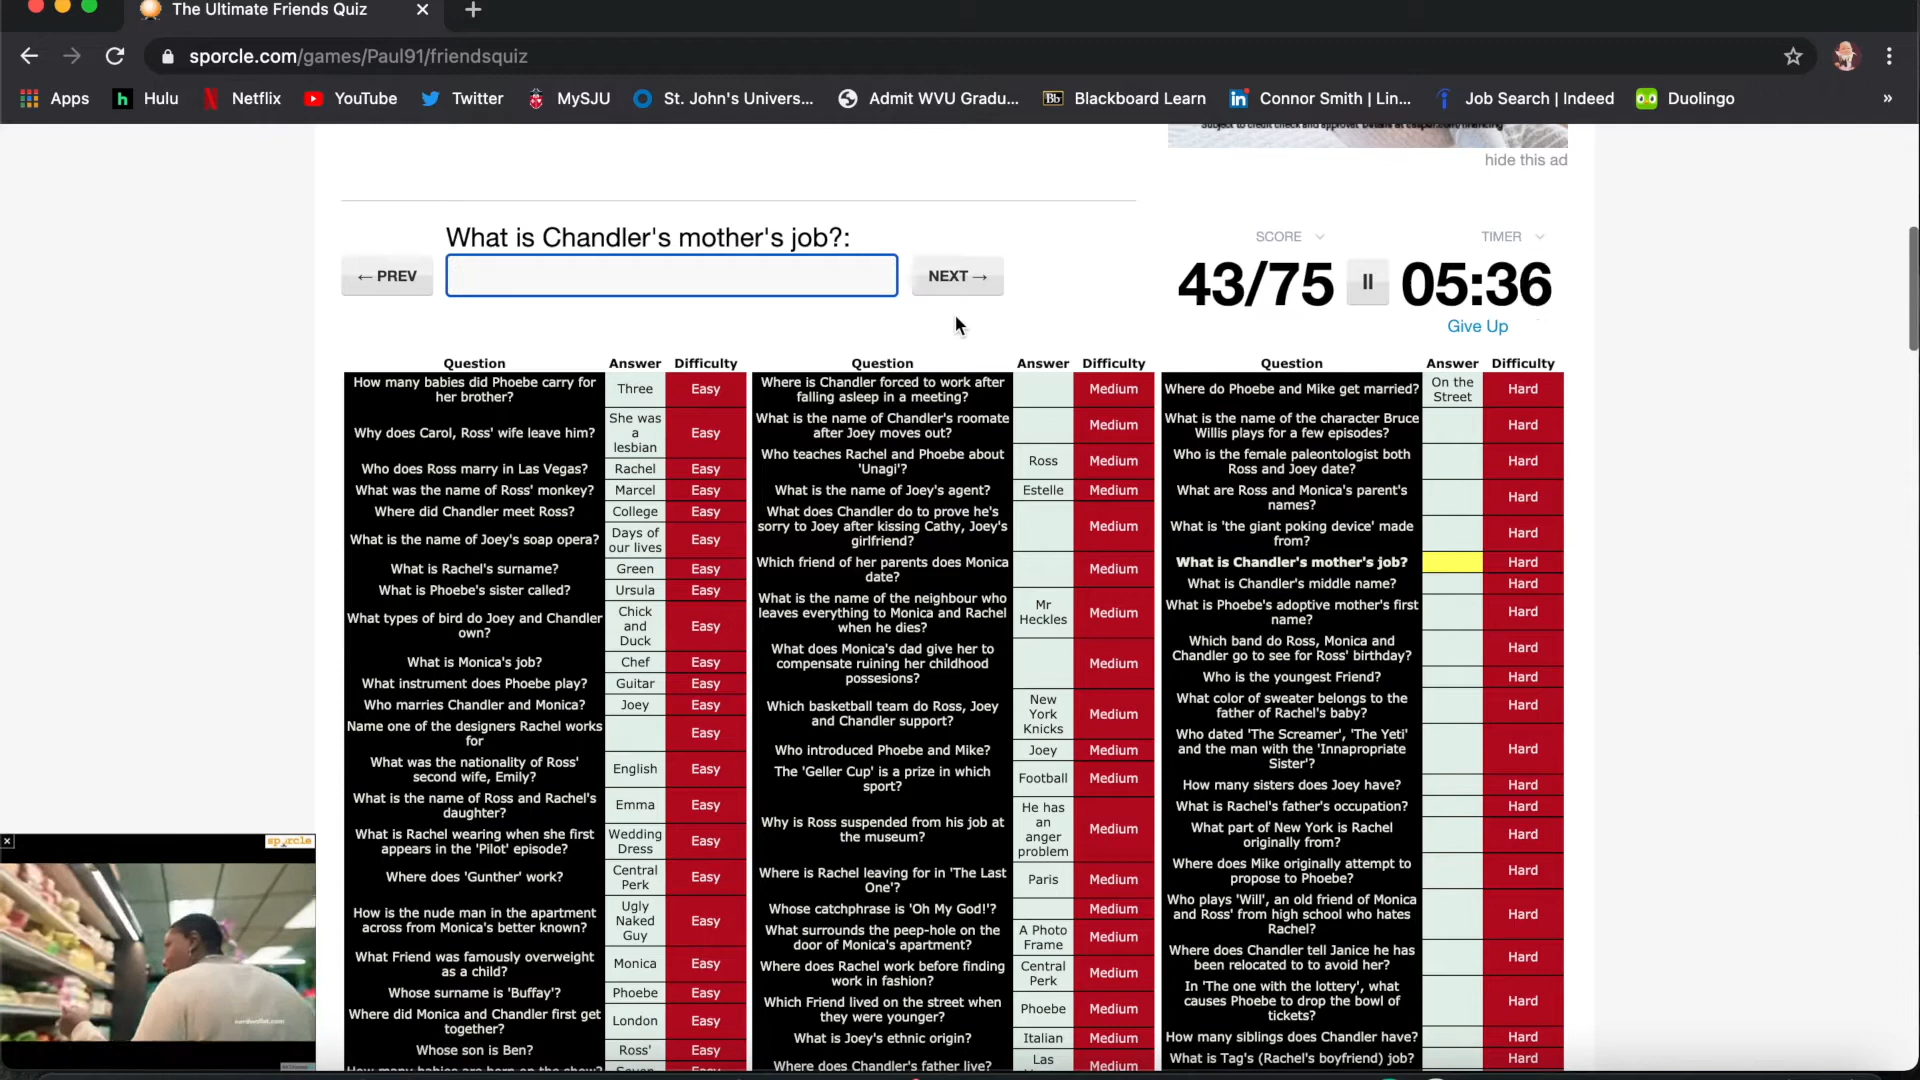 The Ultimate Friends Quiz
sporcle.com/games/Paul91/friendsquiz
Apps
Hulu
Netflix
YouTube
Twitter
MySJU
St. John's Univers...
Admit WVU Gradu...
Bb
Blackboard Learn
Connor Smith | Lin...
Job Search | Indeed
Duolingo
»
hide this ad
What is Chandler's mother's job?:
← PREV
NEXT →
SCORE
TIMER
43/75
05:36
Give Up
Question Answer Difficulty
How many babies did Phoebe carry for
her brother?
Three
Easy
Why does Carol, Ross' wife leave him?
She was
a
lesbian
Easy
Who does Ross marry in Las Vegas? Rachel Easy
What was the name of Ross' monkey? Marcel Easy
Where did Chandler meet Ross? College Easy
What is the name of Joey's soap opera?
Days of
our lives
Easy
What is Rachel's surname? Green Easy
What is Phoebe's sister called? Ursula Easy
What types of bird do Joey and Chandler
own?
Chick
and
Duck
Easy
What is Monica's job? Chef Easy
What instrument does Phoebe play? Guitar Easy
Who marries Chandler and Monica? Joey Easy
Name one of the designers Rachel works
for
Easy
What was the nationality of Ross'
second wife, Emily?
English
Easy
What is the name of Ross and Rachel's
daughter?
Emma
Easy
What is Rachel wearing when she first
appears in the 'Pilot' episode?
Wedding
Dress
Easy
Where does 'Gunther' work?
Central
Perk
Easy
How is the nude man in the apartment
across from Monica's better known?
Ugly
Naked
Guy
Easy
What Friend was famously overweight
as a child?
Monica
Easy
Whose surname is 'Buffay'? Phoebe Easy
Where did Monica and Chandler first get
together?
London
Easy
Whose son is Ben? Ross' Easy
Question Answer Difficulty
Where is Chandler forced to work after
falling asleep in a meeting?
Medium
What is the name of Chandler's roomate
after Joey moves out?
Medium
Who teaches Rachel and Phoebe about
'Unagi'?
Ross
Medium
What is the name of Joey's agent? Estelle Medium
What does Chandler do to prove he's
sorry to Joey after kissing Cathy, Joey's
girlfriend?
Medium
Which friend of her parents does Monica
date?
Medium
What is the name of the neighbour who
leaves everything to Monica and Rachel
when he dies?
Mr
Heckles
Medium
What does Monica's dad give her to
compensate ruining her childhood
possesions?
Medium
Which basketball team do Ross, Joey
and Chandler support?
New
York
Knicks
Medium
Who introduced Phoebe and Mike? Joey Medium
The 'Geller Cup' is a prize in which
sport?
Football
Medium
Why is Ross suspended from his job at
the museum?
He has
an
anger
problem
Medium
Where is Rachel leaving for in 'The Last
One'?
Paris
Medium
Whose catchphrase is 'Oh My God!'? Medium
What surrounds the peep-hole on the
door of Monica's apartment?
A Photo
Frame
Medium
Where does Rachel work before finding
work in fashion?
Central
Perk
Medium
Which Friend lived on the street when
they were younger?
Phoebe
Medium
What is Joey's ethnic origin? Italian Medium
Where does Chandler's father live?
Las
Medium
Question Answer Difficulty
Where do Phoebe and Mike get married?
On the
Street
Hard
What is the name of the character Bruce
Willis plays for a few episodes?
Hard
Who is the female paleontologist both
Ross and Joey date?
Hard
What are Ross and Monica's parent's
names?
Hard
What is 'the giant poking device' made
from?
Hard
What is Chandler's mother's job? Hard
What is Chandler's middle name? Hard
What is Phoebe's adoptive mother's first
name?
Hard
Which band do Ross, Monica and
Chandler go to see for Ross' birthday?
Hard
Who is the youngest Friend? Hard
What color of sweater belongs to the
father of Rachel's baby?
Hard
Who dated 'The Screamer', 'The Yeti'
and the man with the 'Innapropriate
Sister'?
Hard
How many sisters does Joey have? Hard
What is Rachel's father's occupation? Hard
What part of New York is Rachel
originally from?
Hard
Where does Mike originally attempt to
propose to Phoebe?
Hard
Who plays 'Will', an old friend of Monica
and Ross' from high school who hates
Rachel?
Hard
Where does Chandler tell Janice he has
been relocated to to avoid her?
Hard
In 'The one with the lottery', what
causes Phoebe to drop the bowl of
tickets?
Hard
How many siblings does Chandler have? Hard
What is Tag's (Rachel's boyfriend) job? Hard
sporcle